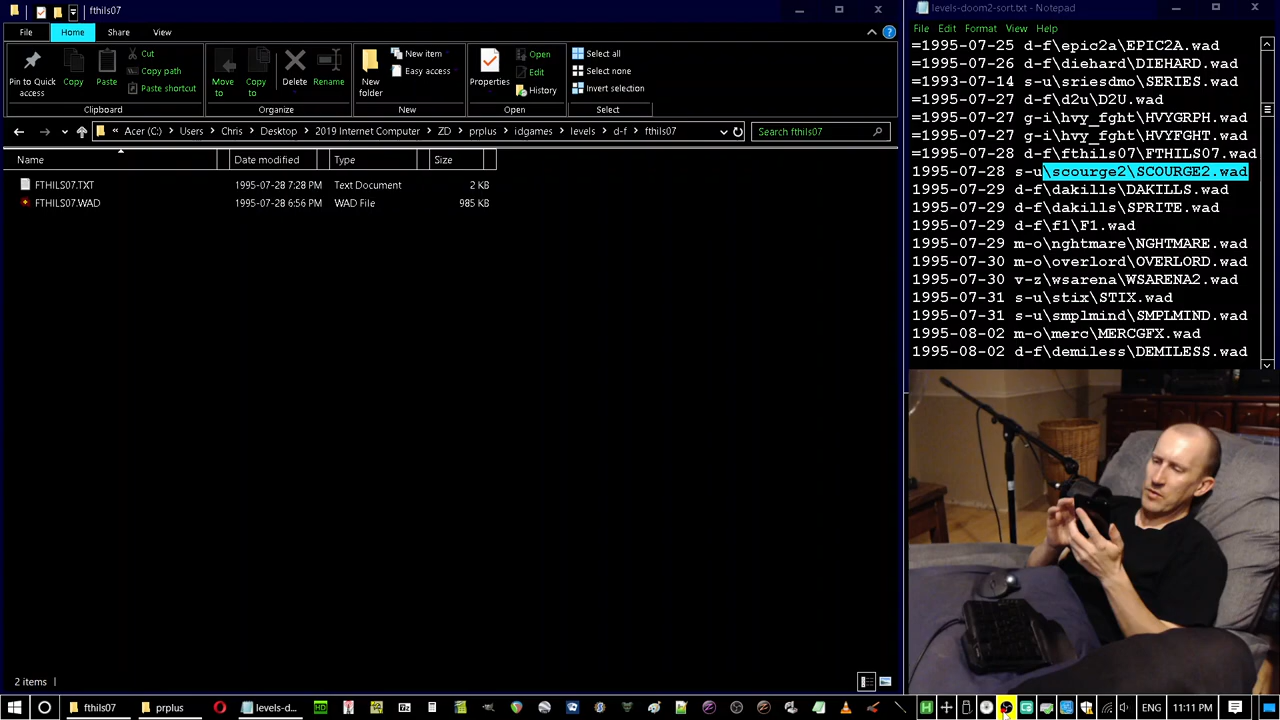 fthils07
File
Home
Share
View
Pin to Quick access
Copy
Paste
Cut
Copy path
Paste shortcut
Clipboard
Move to
Copy to
Delete
Rename
Organize
New folder
New item
Easy access
New
Properties
Open
Edit
History
Open
Select all
Select none
Invert selection
Select
« Acer (C:) > Users > Chris > Desktop > 2019 Internet Computer > ZD > prplus > idgames > levels > d-f > fthils07
Search fthils07
Name Date modified Type Size
FTHILS07.TXT 1995-07-28 7:28 PM Text Document 2 KB
FTHILS07.WAD 1995-07-28 6:56 PM WAD File 985 KB
2 items
levels-doom2-sort.txt - Notepad
File Edit Format View Help
=1995-07-25 d-f\epic2a\EPIC2A.wad
=1995-07-26 d-f\diehard\DIEHARD.wad
=1993-07-14 s-u\sriesdmo\SERIES.wad
=1995-07-27 d-f\d2u\D2U.wad
=1995-07-27 g-i\hvy_fght\HVYGRPH.wad
=1995-07-27 g-i\hvy_fght\HVYFGHT.wad
=1995-07-28 d-f\fthils07\FTHILS07.wad
1995-07-28 s-u\scourge2\SCOURGE2.wad
1995-07-29 d-f\dakills\DAKILLS.wad
1995-07-29 d-f\dakills\SPRITE.wad
1995-07-29 d-f\f1\F1.wad
1995-07-29 m-o\nghtmare\NGHTMARE.wad
1995-07-30 m-o\overlord\OVERLORD.wad
1995-07-30 v-z\wsarena\WSARENA2.wad
1995-07-31 s-u\stix\STIX.wad
1995-07-31 s-u\smplmind\SMPLMIND.wad
1995-08-02 m-o\merc\MERCGFX.wad
1995-08-02 d-f\demiless\DEMILESS.wad
fthils07
prplus
levels-d...
ENG
11:11 PM